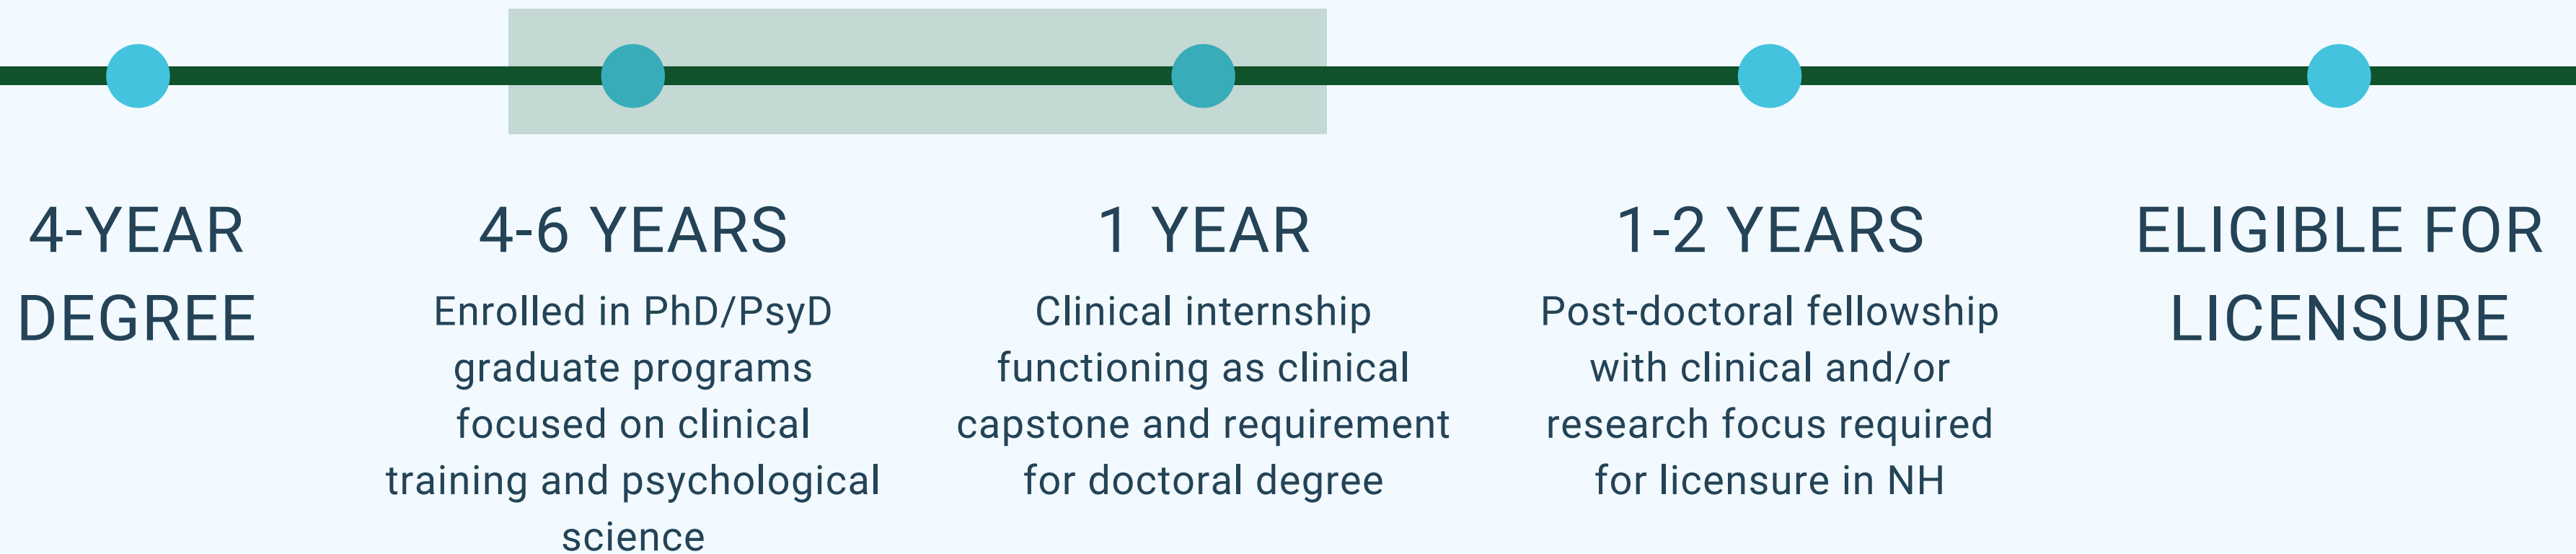 4-YEAR
DEGREE
4-6 YEARS
Enrolled in PhD/PsyD
graduate programs
focused on clinical
training and psychological
science
1 YEAR
Clinical internship
functioning as clinical
capstone and requirement
for doctoral degree
1-2 YEARS
Post-doctoral fellowship
with clinical and/or
research focus required
for licensure in NH
ELIGIBLE FOR
LICENSURE